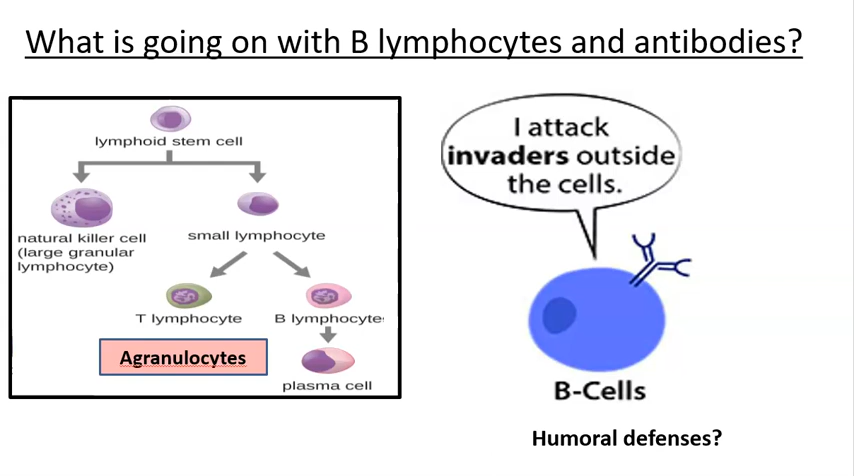 What is going on with B lymphocytes and antibodies?
lymphoid stem cell
natural killer cell
(large granular
lymphocyte)
small lymphocyte
T lymphocyte
B lymphocyte
Agranulocytes
plasma cell
I attack
invaders outside
the cells.
B-Cells
Humoral defenses?